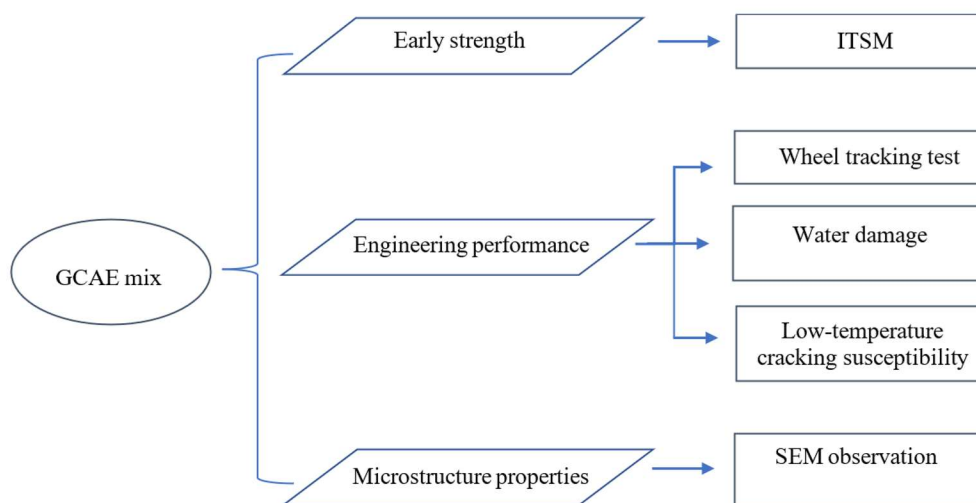 Early strength
ITSM
Wheel tracking test
Engineering performance
Water damage
GCAE mix
Low-temperature
cracking susceptibility
Microstructure properties
SEM observation